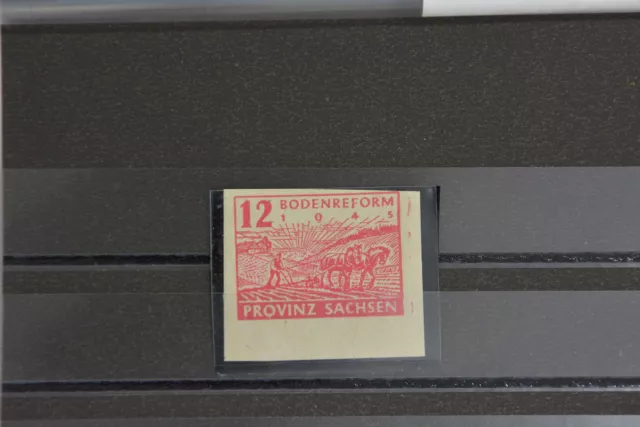 12 BODENREFORM
1945
PROVINZ SACHSEN